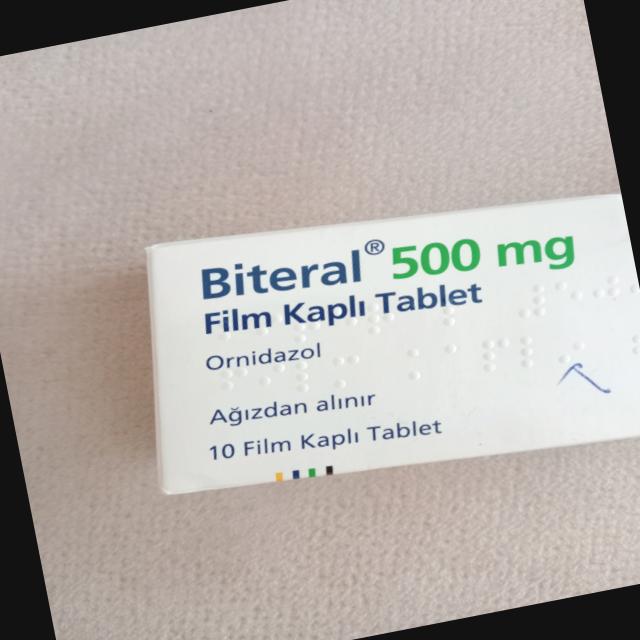 Biteral® 500 mg
Film Kaplı Tablet
Ornidazol
Ağızdan alınır
10 Film Kaplı Tablet